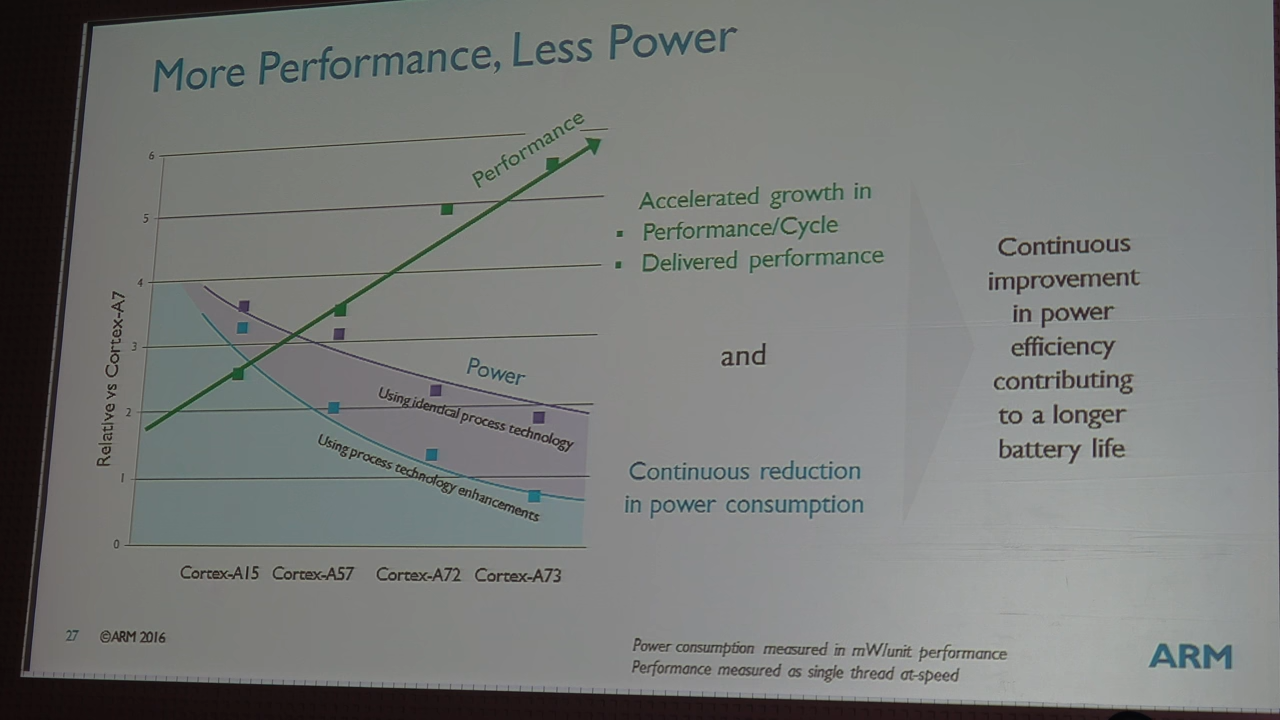 More Performance, Less Power
6
5
4
3
2
1
0
Relative vs Cortex-A7
Performance
Power
Using identical process technology
Using process technology enhancements
Cortex-A15 Cortex-A57 Cortex-A72 Cortex-A73
Accelerated growth in
▪ Performance/Cycle
▪ Delivered performance
and
Continuous reduction
in power consumption
Continuous
improvement
in power
efficiency
contributing
to a longer
battery life
27 ©ARM 2016
Power consumption measured in mW/unit performance
Performance measured as single thread at-speed
ARM